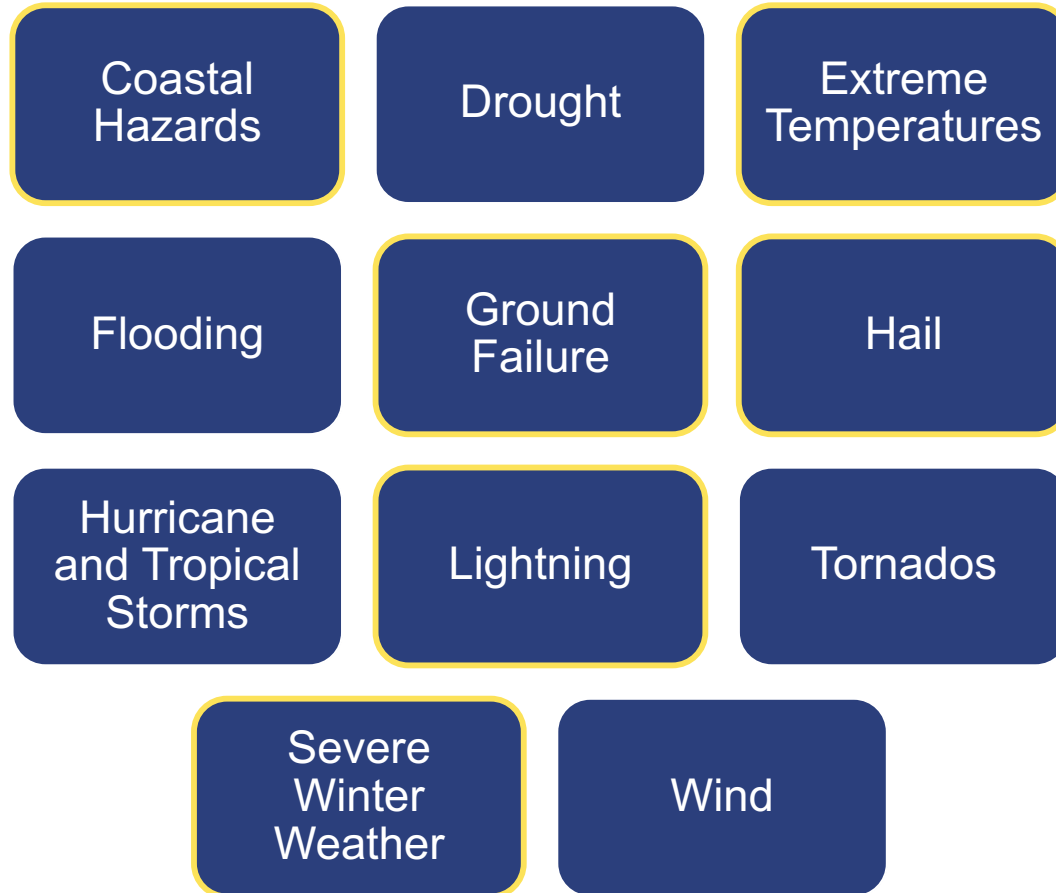 Coastal
Hazards
Drought
Extreme
Temperatures
Flooding
Ground
Failure
Hail
Hurricane
and Tropical
Storms
Lightning
Tornados
Severe
Winter
Weather
Wind